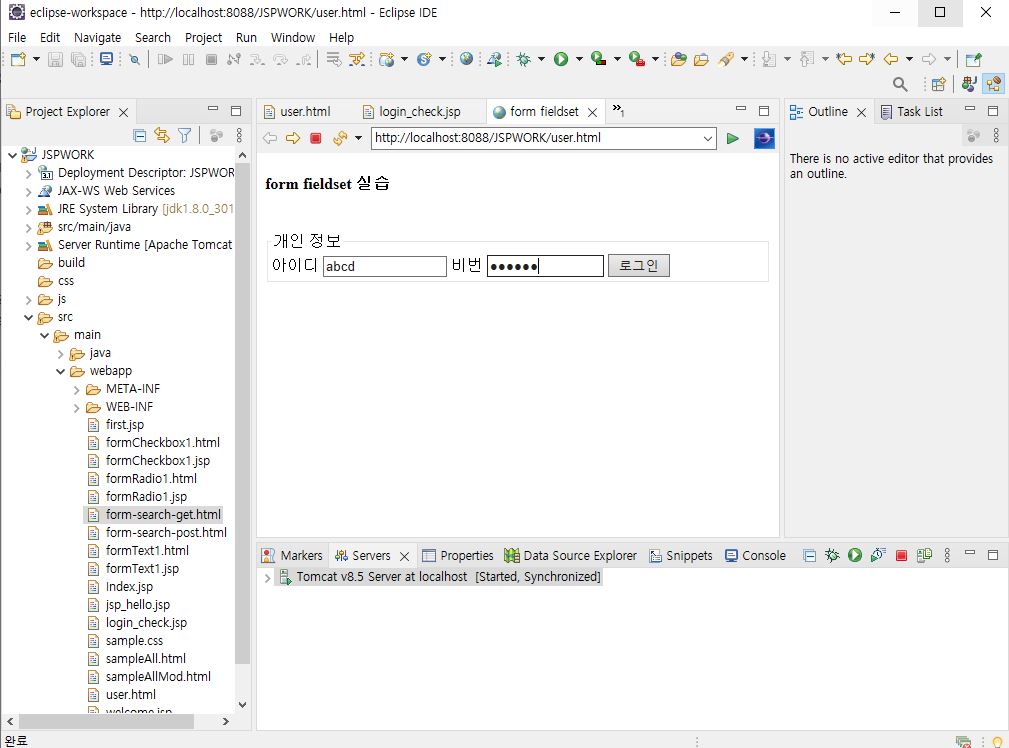 eclipse-workspace - http://localhost:8088/JSPWORK/user.html - Eclipse IDE
File Edit Navigate Search Project Run Window Help
Project Explorer
JSPWORK
Deployment Descriptor: JSPWOR
JAX-WS Web Services
JRE System Library [jdk1.8.0_301
src/main/java
Server Runtime [Apache Tomcat
build
css
js
src
main
java
webapp
META-INF
WEB-INF
first.jsp
formCheckbox1.html
formCheckbox1.jsp
formRadio1.html
formRadio1.jsp
form-search-get.html
form-search-post.html
formText1.html
formText1.jsp
Index.jsp
jsp_hello.jsp
login_check.jsp
sample.css
sampleAll.html
sampleAllMod.html
user.html
welcome.jsp
user.html login_check.jsp form fieldset »1
http://localhost:8088/JSPWORK/user.html
form fieldset 실습
개인 정보
아이디 abcd 비번 ●●●●●● 로그인
Outline Task List
There is no active editor that provides
an outline.
Markers Servers Properties Data Source Explorer Snippets Console
Tomcat v8.5 Server at localhost [Started, Synchronized]
완료